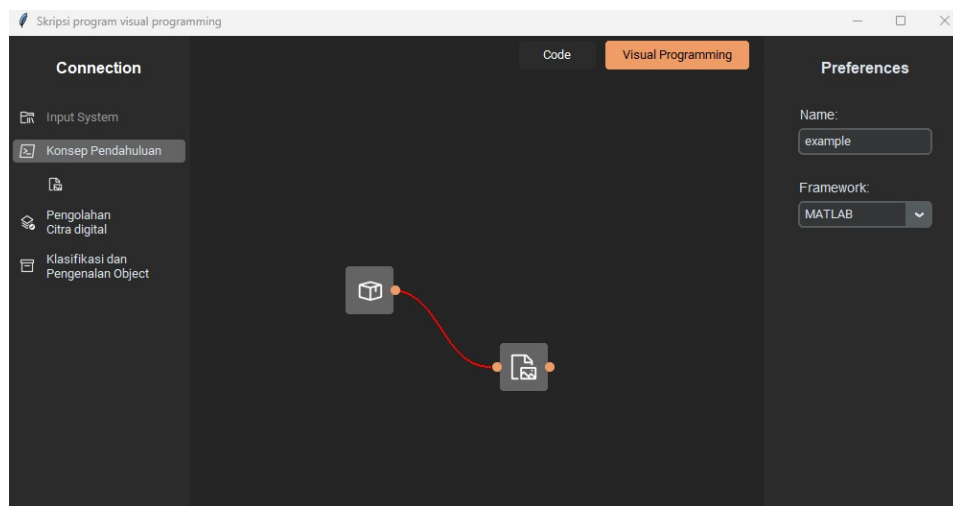 Skripsi program visual programming
Connection
Input System
Konsep Pendahuluan
Pengolahan
Citra digital
Klasifikasi dan
Pengenalan Object
Code
Visual Programming
Preferences
Name:
example
Framework:
MATLAB